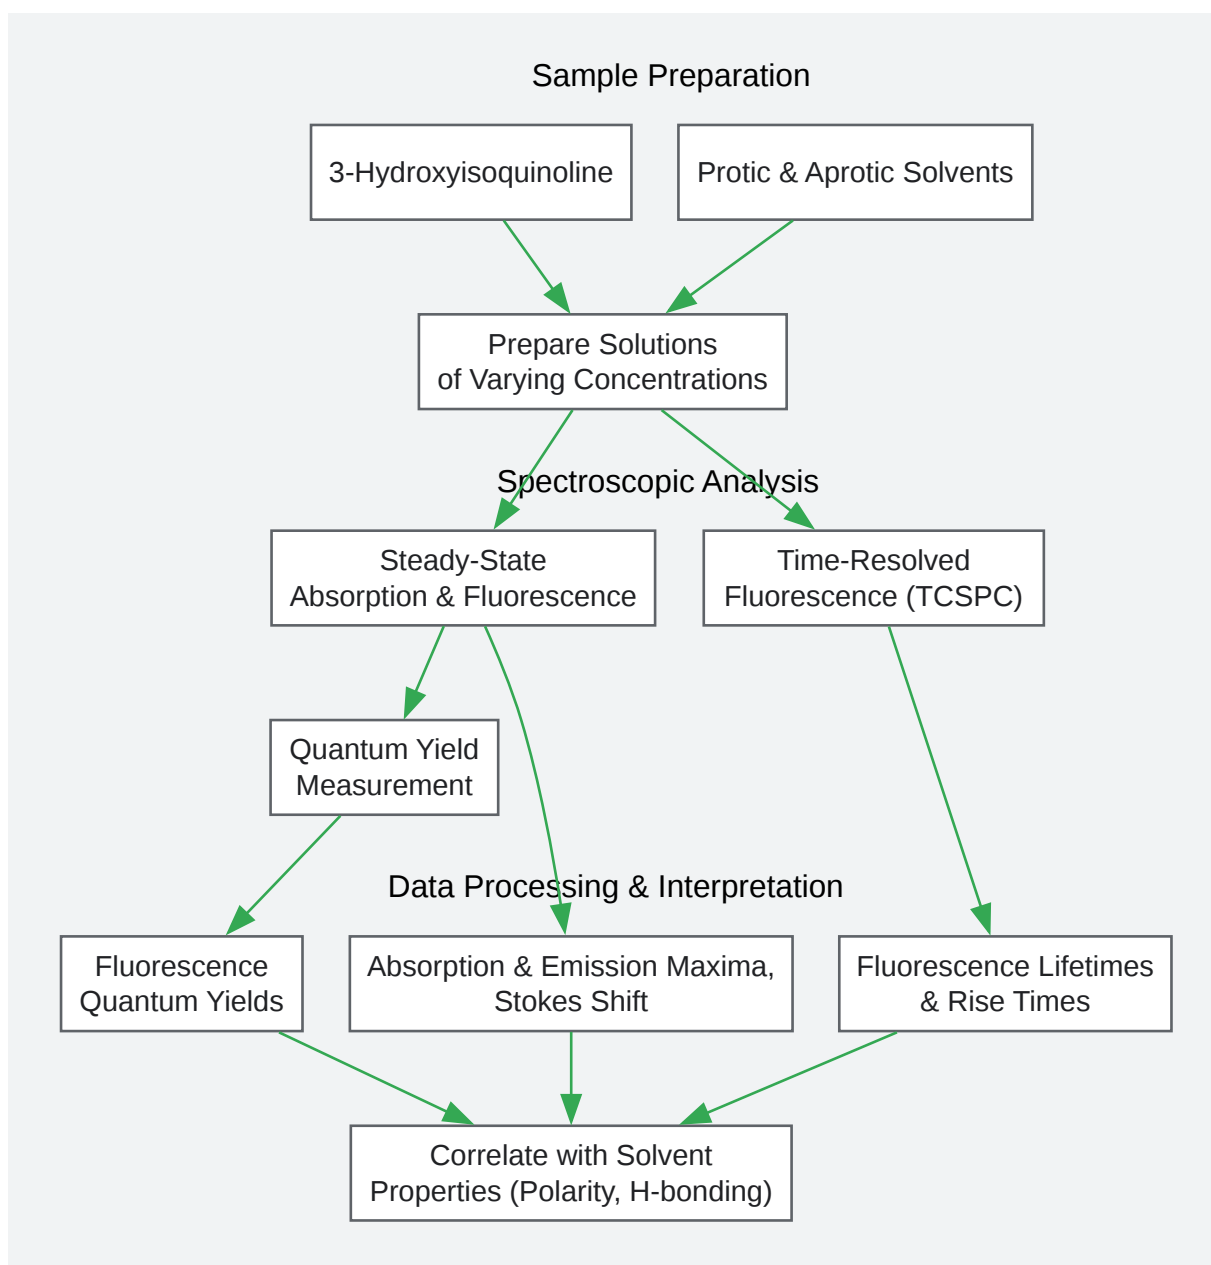 Sample Preparation
3-Hydroxyisoquinoline
Protic & Aprotic Solvents
Prepare Solutions
of Varying Concentrations
Spectroscopic Analysis
Steady-State
Absorption & Fluorescence
Time-Resolved
Fluorescence (TCSPC)
Quantum Yield
Measurement
Data Processing & Interpretation
Fluorescence
Quantum Yields
Absorption & Emission Maxima,
Stokes Shift
Fluorescence Lifetimes
& Rise Times
Correlate with Solvent
Properties (Polarity, H-bonding)